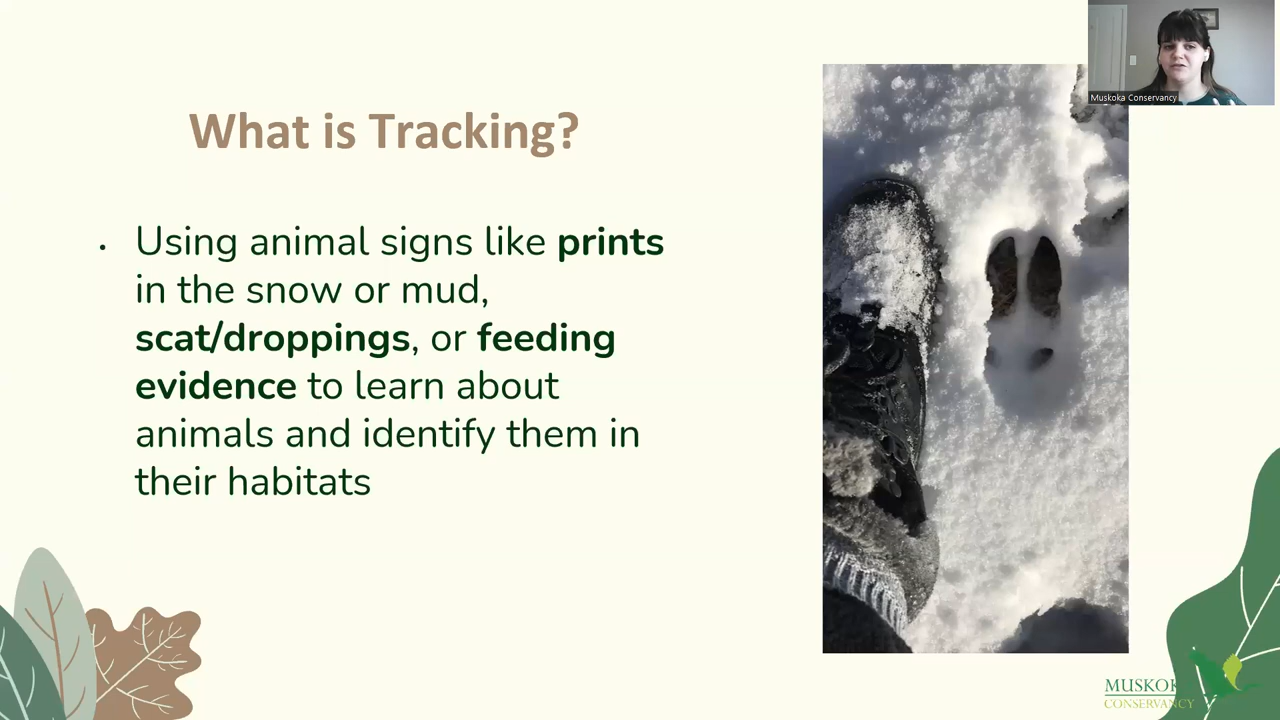 What is Tracking?
• Using animal signs like prints
in the snow or mud,
scat/droppings, or feeding
evidence to learn about
animals and identify them in
their habitats
Muskoka Conservancy
CONSERVANCY